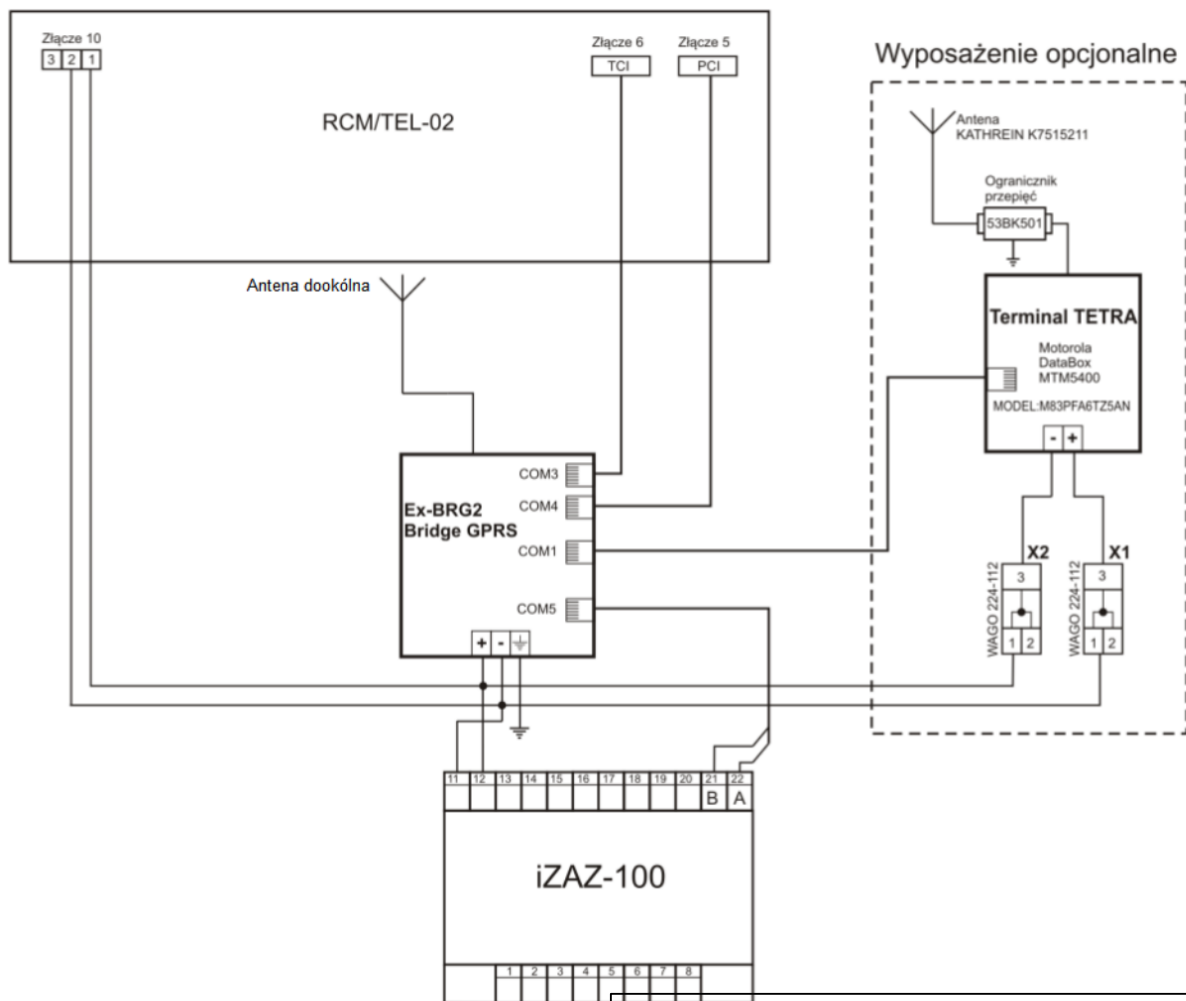 Złącze 10
3 2 1
Złącze 6
TCI
Złącze 5
PCI
RCM/TEL-02
Wyposażenie opcjonalne
Antena
KATHREIN K7515211
Ogranicznik
przepięć
53BK501
Antena dookólna
Terminal TETRA
Motorola
DataBox
MTM5400
MODEL:M83PFA6TZ5AN
- +
Ex-BRG2
Bridge GPRS
COM3
COM4
COM1
COM5
+ -
X2
WAGO 224-112
3
1 2
X1
WAGO 224-112
3
1 2
11 12 13 14 15 16 17 18 19 20 21 22
B A
iZAZ-100
1 2 3 4 5 6 7 8